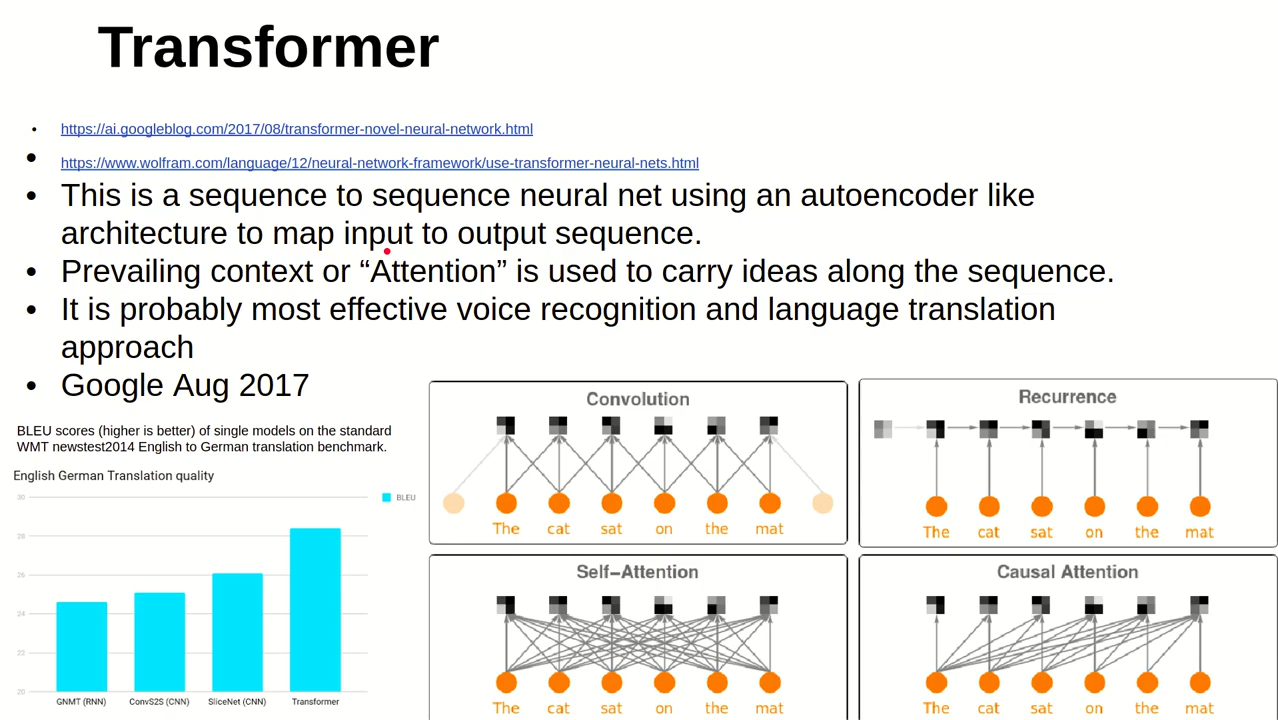 Transformer
• https://ai.googleblog.com/2017/08/transformer-novel-neural-network.html
• https://www.wolfram.com/language/12/neural-network-framework/use-transformer-neural-nets.html
• This is a sequence to sequence neural net using an autoencoder like
architecture to map input to output sequence.
• Prevailing context or “Attention” is used to carry ideas along the sequence.
• It is probably most effective voice recognition and language translation
approach
• Google Aug 2017
BLEU scores (higher is better) of single models on the standard
WMT newstest2014 English to German translation benchmark.
English German Translation quality
BLEU
30
28
26
24
22
20
GNMT (RNN) ConvS2S (CNN) SliceNet (CNN) Transformer
Convolution
The cat sat on the mat
Recurrence
The cat sat on the mat
Self-Attention
The cat sat on the mat
Causal Attention
The cat sat on the mat